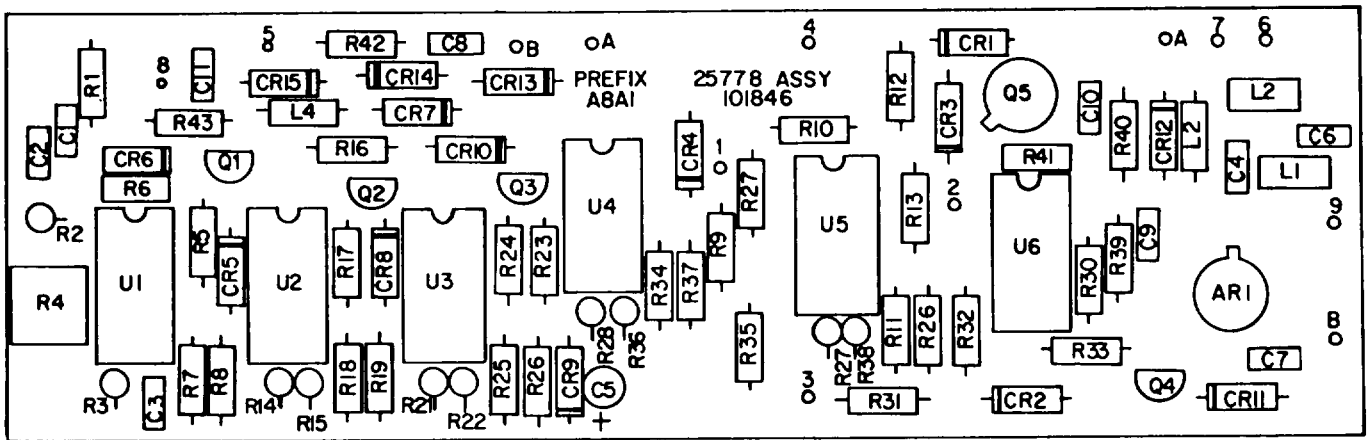 5
R42
C8
B
A
4
CR1
A
7
6
R1
8
C11
CR15
CR14
CR13
PREFIX
A8A1
25778 ASSY
101846
R12
CR3
Q5
C10
L2
C2
C1
R43
L4
CR7
R10
R40
CR12
L2
C6
CR6
Q1
R16
CR10
CR4
1
R27
R41
C4
L1
R6
Q2
Q3
U4
R13
2
R2
R5
CR5
R17
CR8
R24
R23
R9
U5
U6
C9
9
R4
U1
U2
U3
R34
R37
R30
R39
AR1
R28
R36
R35
R27
R38
R11
R26
R32
R33
B
C7
R3
C3
R7
R8
R14
R15
R18
R19
R21
R22
R25
R26
CR9
C5
+
3
R31
CR2
Q4
CR11